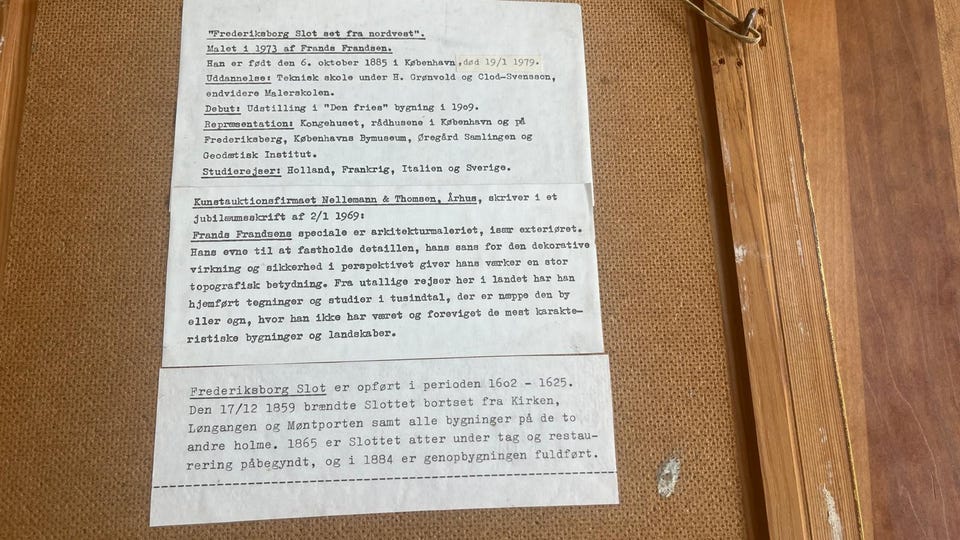 "Frederiksborg Slot set fra nordvest".
Malet i 1973 af Frands Frandsen.
Han er født den 6. oktober 1885 i København, død 19/1 1979.
Uddannelse: Teknisk skole under H. Grønvold og Clod-Svensson,
endvidere Malerskolen.
Debut: Udstilling i "Den fries" bygning i 19o9.
Repræsentation: Kongehuset, rådhusene i København og på
Frederiksberg, Københavns Bymuseum, Øregård Samlingen og
Geodætisk Institut.
Studierejser: Holland, Frankrig, Italien og Sverige.
Kunstauktionsfirmaet Nellemann & Thomsen, Århus, skriver i et
jubilæumsskrift af 2/1 1969:
Frands Frandsens speciale er arkitekturmaleriet, især exteriøret.
Hans evne til at fastholde detaillen, hans sans for den dekorative
virkning og sikkerhed i perspektivet giver hans værker en stor
topografisk betydning. Fra utallige rejser her i landet har han
hjemført tegninger og studier i tusindtal, der er næppe den by
eller egn, hvor han ikke har været og foreviget de mest karakte-
ristiske bygninger og landskaber.
Frederiksborg Slot er opført i perioden 16o2 - 1625.
Den 17/12 1859 brændte Slottet bortset fra Kirken,
Løngangen og Møntporten samt alle bygninger på de to
andre holme. 1865 er Slottet atter under tag og restau-
rering påbegyndt, og i 1884 er genopbygningen fuldført.